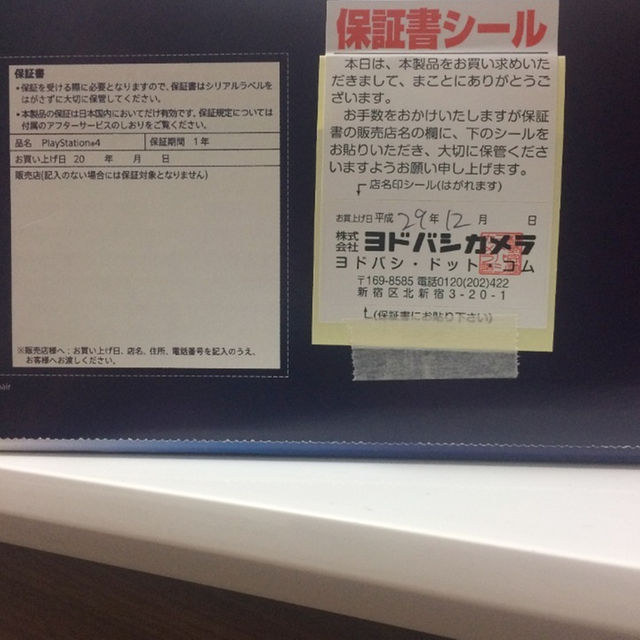 保証書
•保証を受ける際に必要となりますので、保証書はシリアルラベルを
はがさずに大切に保管してください。
•本製品の保証は日本国内においてだけ有効です。保証規定については
付属のアフターサービスのしおりをご覧ください。
品名 PlayStation®4 保証期間 1年
お買い上げ日 20 年 月 日
販売店(記入のない場合には保証対象となりません)
※販売店様へ:お買い上げ日、店名、住所、電話番号を記入のうえ、
お客様へお渡しください。
保証書シール
本日は、本製品をお買い求めいた
だきまして、まことにありがとうご
ざいます。
お手数をおかけいたしますが保証
書の販売店名の欄に、下のシールを
お貼りいただき、大切に保管くださ
いますようお願い申し上げます。
店名印シール(はがれます)
お買上げ日 平成 29年 12月 日
株式会社 ヨドバシカメラ
ヨドバシ・ドット・コム
〒169-8585 電話0120(202)422
新宿区北新宿3-20-1
(保証書にお貼り下さい)